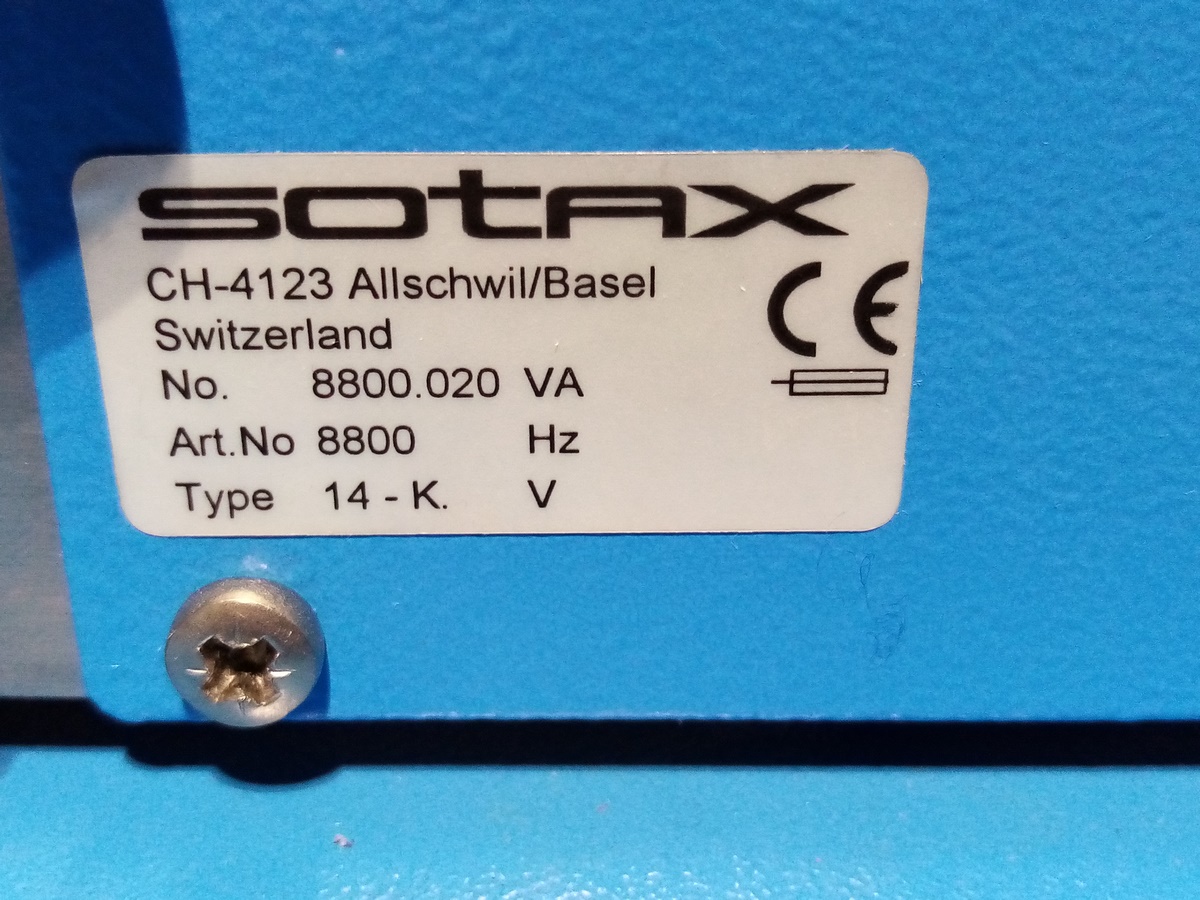 sotax
CH-4123 Allschwil/Basel
Switzerland
CE
No. 8800.020 VA
Art.No 8800 Hz
Type 14 - K. V